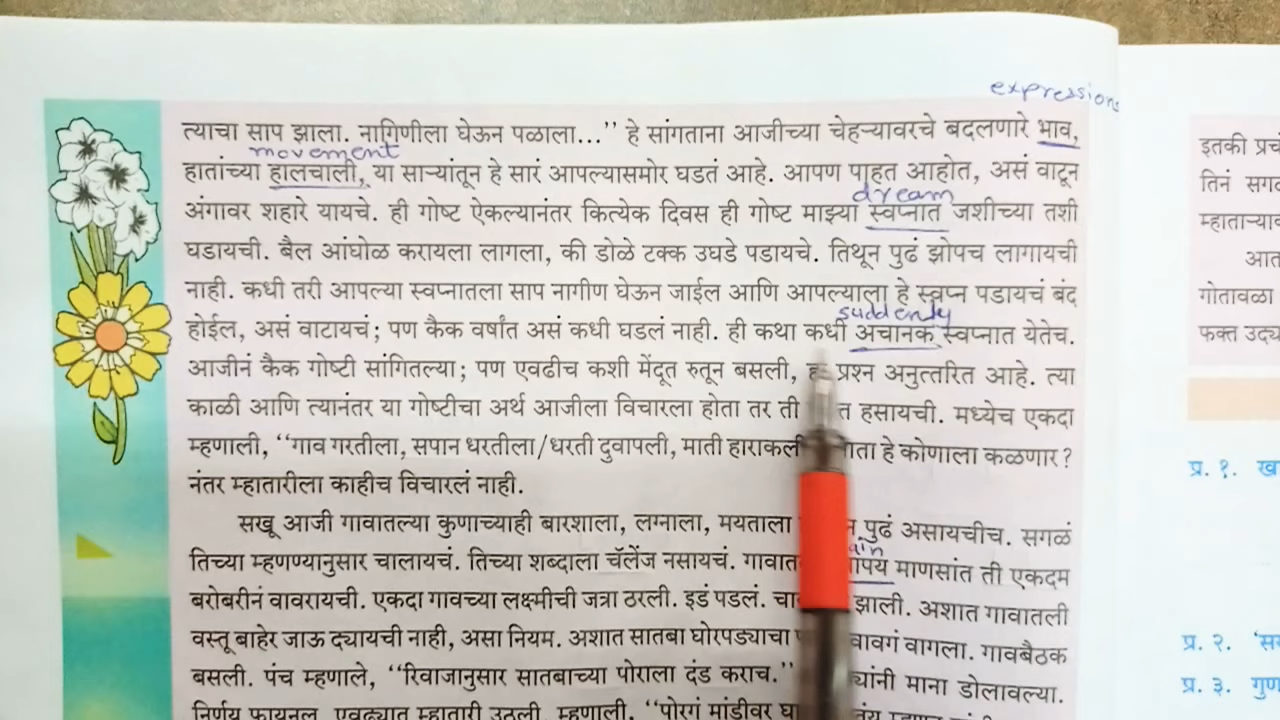 expressions
त्याचा साप झाला. नागिणीला घेऊन पळाला...'' हे सांगताना आजीच्या चेहऱ्यावरचे बदलणारे भाव,
movement
हातांच्या हालचाली, या साऱ्यांतून हे सारं आपल्यासमोर घडतं आहे. आपण पाहत आहोत, असं वाटून
dream
अंगावर शहारे यायचे. ही गोष्ट ऐकल्यानंतर कित्येक दिवस ही गोष्ट माझ्या स्वप्नात जशीच्या तशी
घडायची. बैल आंघोळ करायला लागला, की डोळे टक्क उघडे पडायचे. तिथून पुढं झोपच लागायची
नाही. कधी तरी आपल्या स्वप्नातला साप नागीण घेऊन जाईल आणि आपल्याला हे स्वप्न पडायचं बंद
suddenly
होईल, असं वाटायचं; पण कैक वर्षांत असं कधी घडलं नाही. ही कथा कधी अचानक स्वप्नात येतेच.
आजीनं कैक गोष्टी सांगितल्या; पण एवढीच कशी मेंदूत रुतून बसली, प्रश्न अनुत्तरित आहे. त्या
काळी आणि त्यानंतर या गोष्टीचा अर्थ आजीला विचारला होता तर ती हसायची. मध्येच एकदा
म्हणाली, ''गाव गरतीला, सपान धरतीला/धरती दुवापली, माती हाराकली हे कोणाला कळणार?
नंतर म्हातारीला काहीच विचारलं नाही.
सखू आजी गावातल्या कुणाच्याही बारशाला, लग्नाला, मयताला पुढं असायचीच. सगळं
तिच्या म्हणण्यानुसार चालायचं. तिच्या शब्दाला चॅलेंज नसायचं. माणसांत ती एकदम
बरोबरीनं वावरायची. एकदा गावच्या लक्ष्मीची जत्रा ठरली. इडं पडलं. झाली. अशात गावातली
वस्तू बाहेर जाऊ द्यायची नाही, असा नियम. अशात सातबा घोरपड्याचा वावगं वागला. गावबैठक
बसली. पंच म्हणाले, ''रिवाजानुसार सातबाच्या पोराला दंड कराच.'' माना डोलावल्या.
निर्णय फायनल. एवढ्यात म्हातारी उठली. म्हणाली, ''पोरगं मांडीवर
तिनं
गोतावळा
प्र. १.
प्र. २.
प्र. ३.